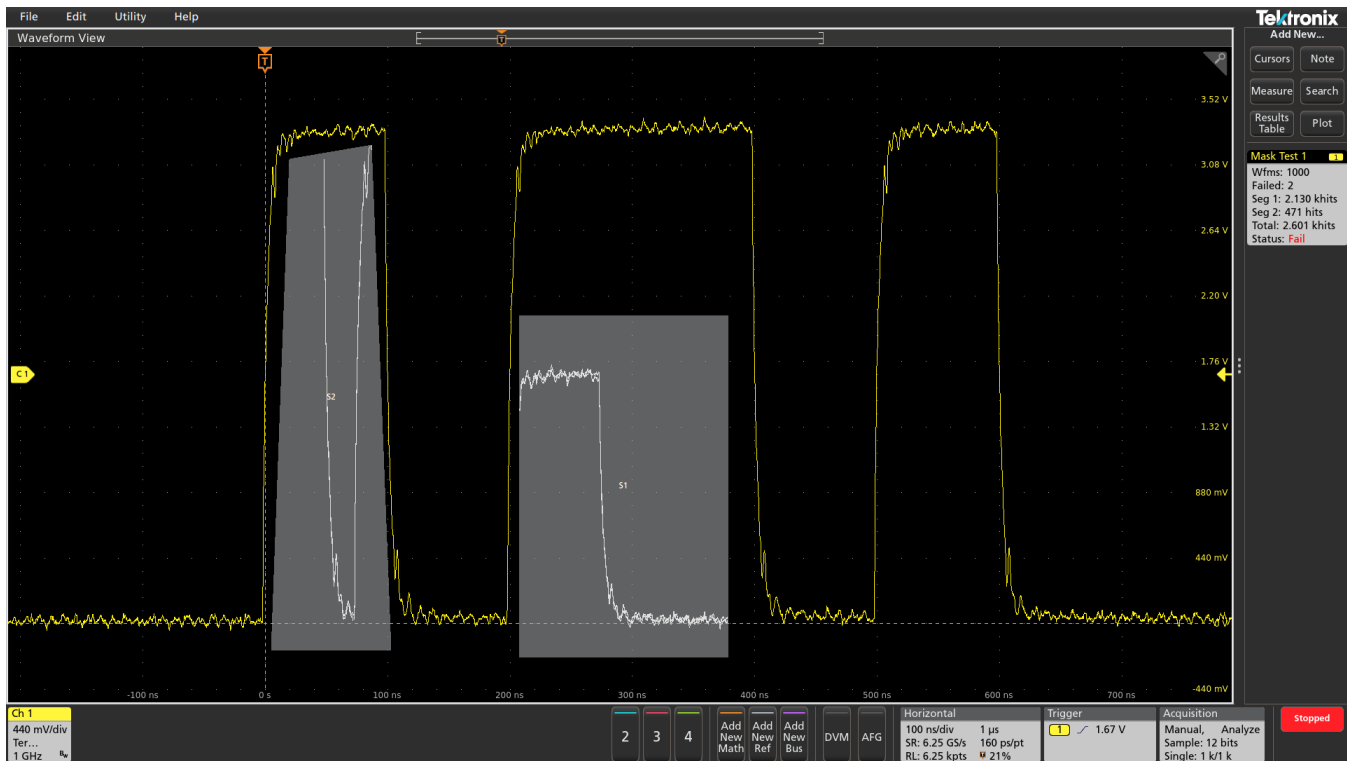 File Edit Utility Help
Tektronix
Waveform View
Add New...
T
T
Cursors Note
Measure Search
Results Table Plot
3.52 V
3.08 V
2.64 V
2.20 V
1.76 V
1.32 V
880 mV
440 mV
-440 mV
Mask Test 1 1
Wfms: 1000
Failed: 2
Seg 1: 2.130 khits
Seg 2: 471 hits
Total: 2.601 khits
Status: Fail
C 1
S2
S1
-100 ns 0 s 100 ns 200 ns 300 ns 400 ns 500 ns 600 ns 700 ns
Ch 1
440 mV/div
Ter...
1 GHz Bw
2 3 4
Add New Math
Add New Ref
Add New Bus
DVM AFG
Horizontal
100 ns/div 1 µs
SR: 6.25 GS/s 160 ps/pt
RL: 6.25 kpts T 21%
Trigger
1 1.67 V
Acquisition
Manual, Analyze
Sample: 12 bits
Single: 1 k/1 k
Stopped